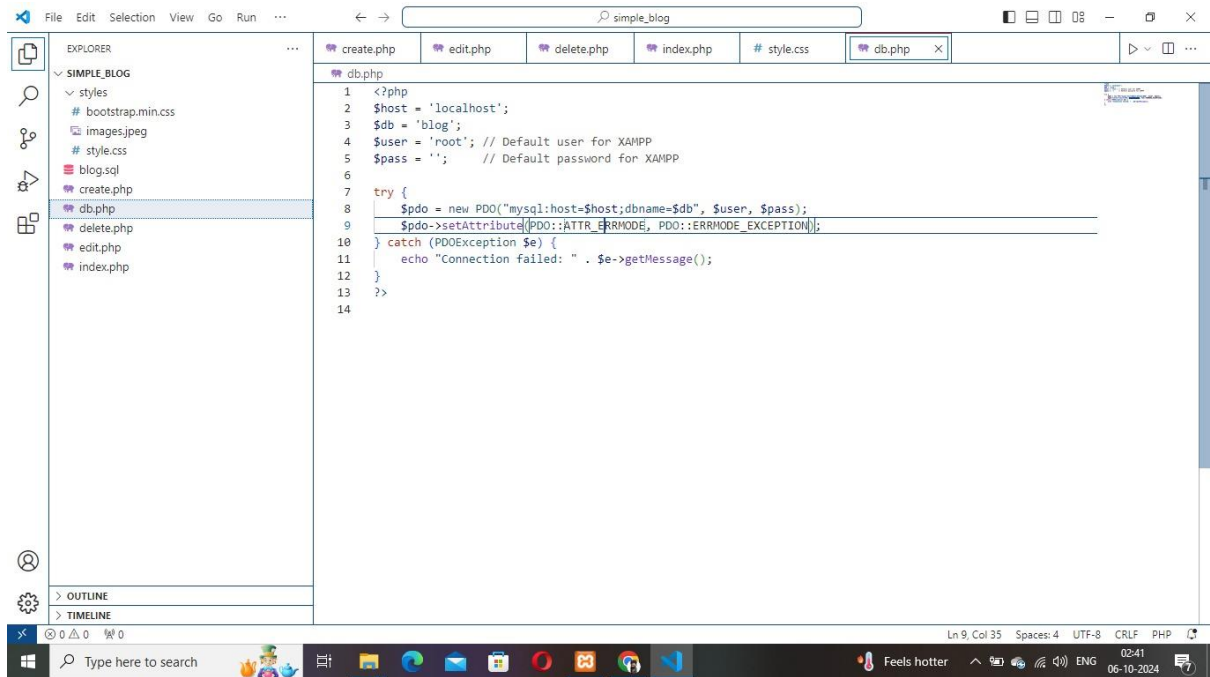 File Edit Selection View Go Run ··· simple_blog
EXPLORER ···
SIMPLE_BLOG
styles
# bootstrap.min.css
images.jpeg
# style.css
blog.sql
create.php
db.php
delete.php
edit.php
index.php
OUTLINE
TIMELINE
create.php edit.php delete.php index.php # style.css db.php
db.php
1 <?php
2 $host = 'localhost';
3 $db = 'blog';
4 $user = 'root'; // Default user for XAMPP
5 $pass = '';     // Default password for XAMPP
6
7 try {
8     $pdo = new PDO("mysql:host=$host;dbname=$db", $user, $pass);
9     $pdo->setAttribute(PDO::ATTR_ERRMODE, PDO::ERRMODE_EXCEPTION);
10 } catch (PDOException $e) {
11     echo "Connection failed: " . $e->getMessage();
12 }
13 ?>
14
0 0 0 Ln 9, Col 35 Spaces: 4 UTF-8 CRLF PHP
Type here to search Feels hotter ENG 02:41
06-10-2024 7